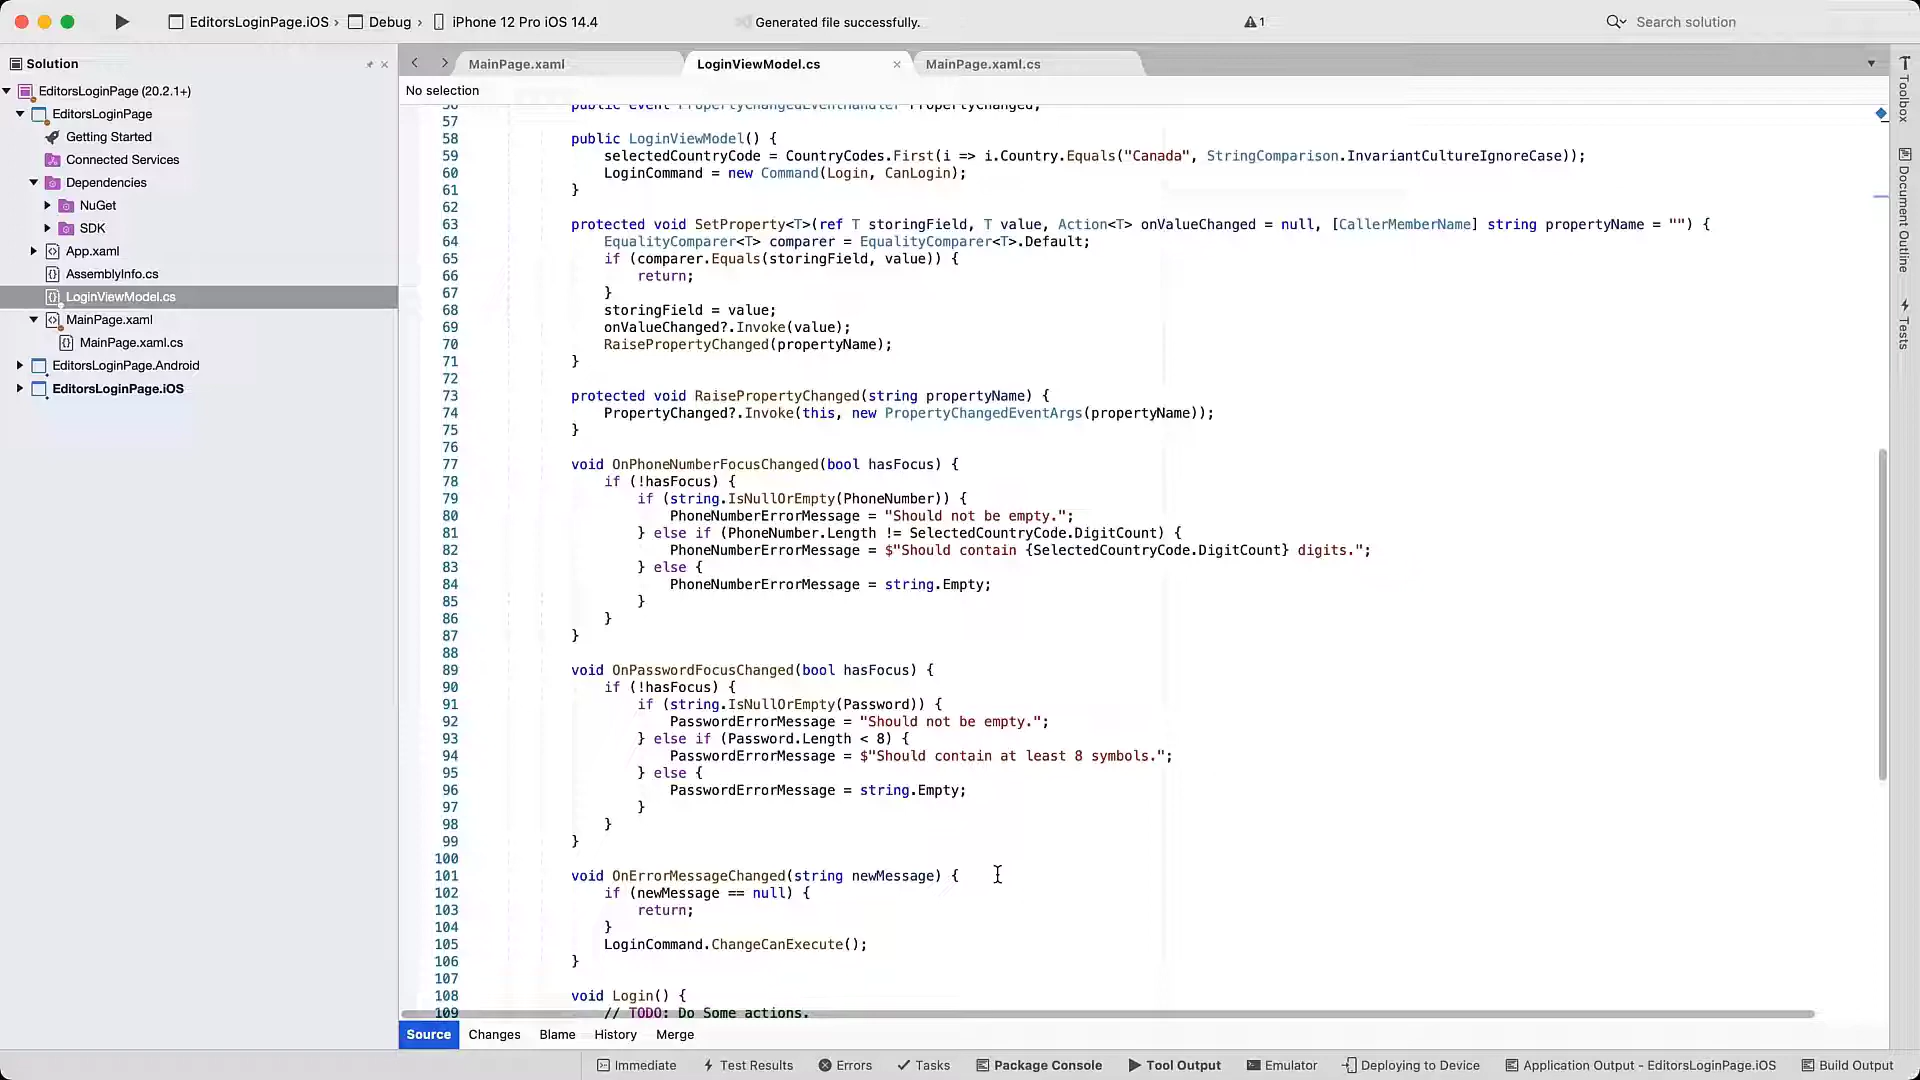 EditorsLoginPage.iOS › Debug › iPhone 12 Pro iOS 14.4
Generated file successfully.
1
Search solution
Solution
EditorsLoginPage (20.2.1+)
EditorsLoginPage
Getting Started
Connected Services
Dependencies
NuGet
SDK
App.xaml
AssemblyInfo.cs
LoginViewModel.cs
MainPage.xaml
MainPage.xaml.cs
EditorsLoginPage.Android
EditorsLoginPage.iOS
MainPage.xaml
LoginViewModel.cs
MainPage.xaml.cs
No selection
56 public event PropertyChangedEventHandler PropertyChanged;
57
58 public LoginViewModel() {
59 selectedCountryCode = CountryCodes.First(i => i.Country.Equals("Canada", StringComparison.InvariantCultureIgnoreCase));
60 LoginCommand = new Command(Login, CanLogin);
61 }
62
63 protected void SetProperty<T>(ref T storingField, T value, Action<T> onValueChanged = null, [CallerMemberName] string propertyName = "") {
64 EqualityComparer<T> comparer = EqualityComparer<T>.Default;
65 if (comparer.Equals(storingField, value)) {
66 return;
67 }
68 storingField = value;
69 onValueChanged?.Invoke(value);
70 RaisePropertyChanged(propertyName);
71 }
72
73 protected void RaisePropertyChanged(string propertyName) {
74 PropertyChanged?.Invoke(this, new PropertyChangedEventArgs(propertyName));
75 }
76
77 void OnPhoneNumberFocusChanged(bool hasFocus) {
78 if (!hasFocus) {
79 if (string.IsNullOrEmpty(PhoneNumber)) {
80 PhoneNumberErrorMessage = "Should not be empty.";
81 } else if (PhoneNumber.Length != SelectedCountryCode.DigitCount) {
82 PhoneNumberErrorMessage = $"Should contain {SelectedCountryCode.DigitCount} digits.";
83 } else {
84 PhoneNumberErrorMessage = string.Empty;
85 }
86 }
87 }
88
89 void OnPasswordFocusChanged(bool hasFocus) {
90 if (!hasFocus) {
91 if (string.IsNullOrEmpty(Password)) {
92 PasswordErrorMessage = "Should not be empty.";
93 } else if (Password.Length < 8) {
94 PasswordErrorMessage = $"Should contain at least 8 symbols.";
95 } else {
96 PasswordErrorMessage = string.Empty;
97 }
98 }
99 }
100
101 void OnErrorMessageChanged(string newMessage) {
102 if (newMessage == null) {
103 return;
104 }
105 LoginCommand.ChangeCanExecute();
106 }
107
108 void Login() {
109 // TODO: Do Some actions.
Source Changes Blame History Merge
Immediate Test Results Errors Tasks Package Console Tool Output Emulator Deploying to Device Application Output - EditorsLoginPage.iOS Build Output
Toolbox
Document Outline
Tests